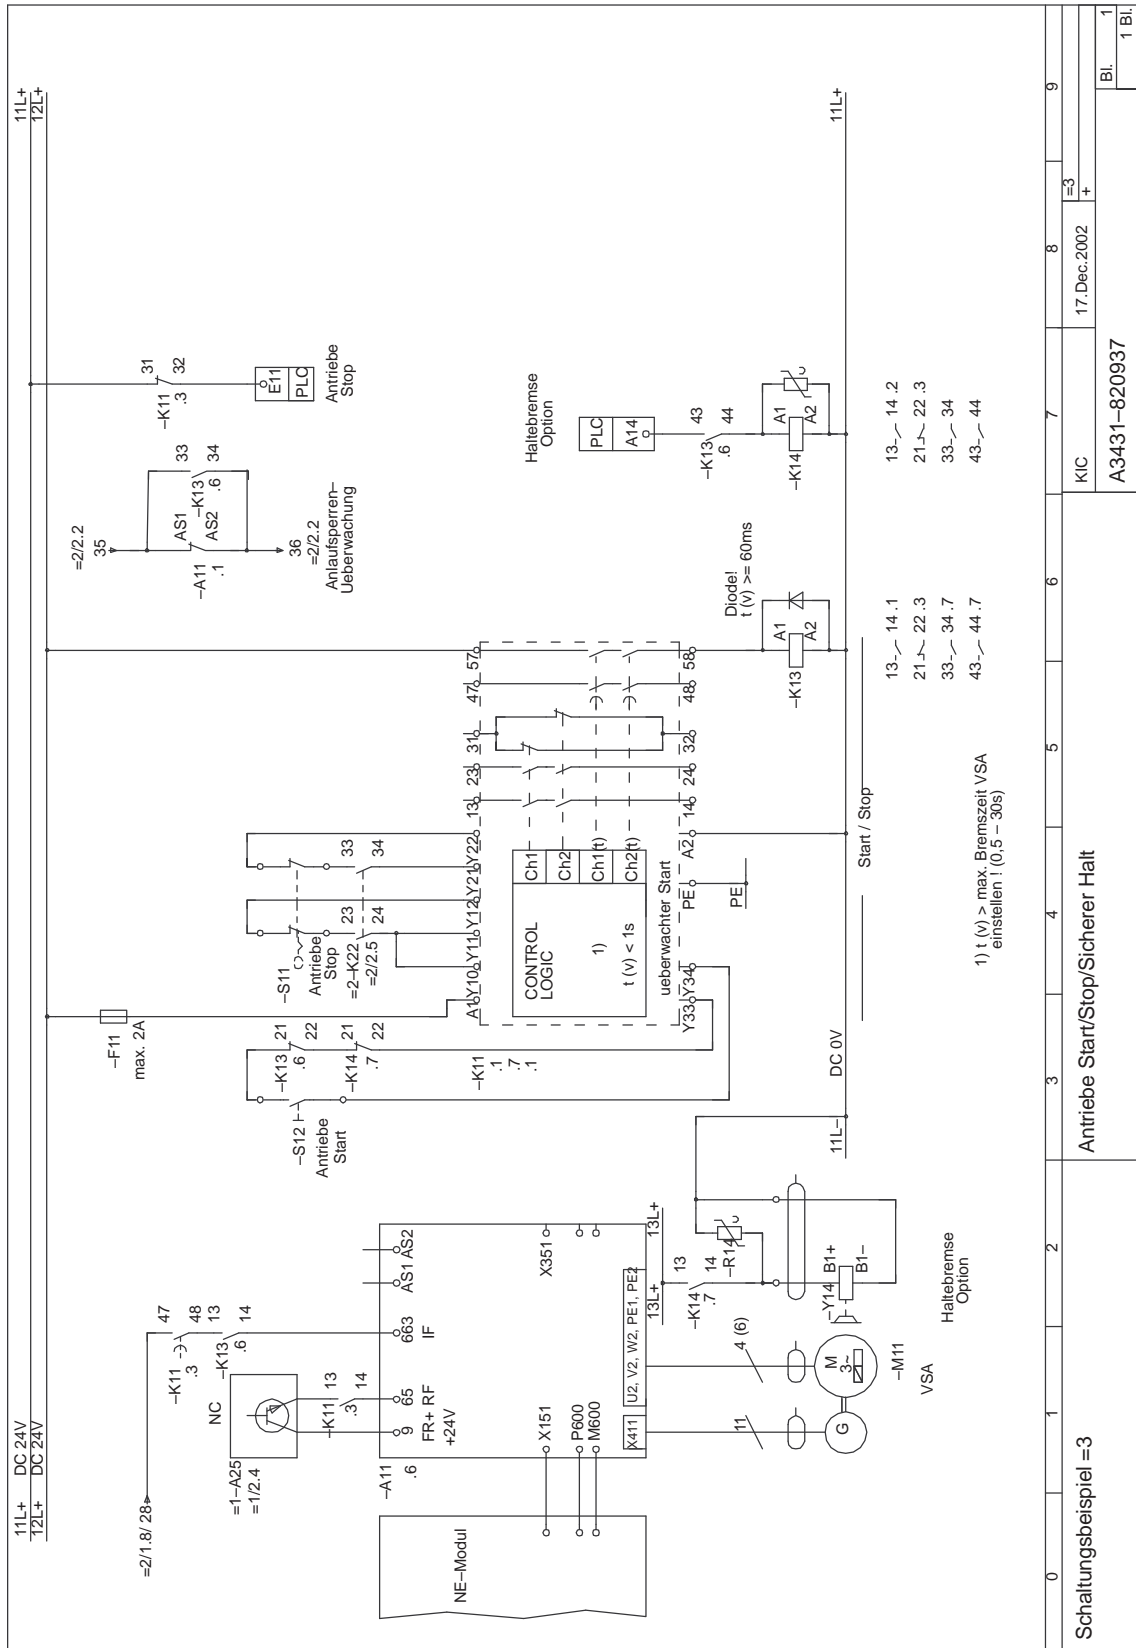 11L+ DC 24V
12L+ DC 24V
11L+
12L+
=2/1.8/ 28
47
–K11
.3
48
13
–K13
.6
14
NC
=1–A25
=1/2.4
13
–K11
.3
14
9
65
663
AS1
AS2
FR+
RF
IF
+24V
–A11
.6
NE–Modul
X151
X351
P600
M600
X411
U2, V2, W2, PE1, PE2
11
4 (6)
G
M
3~
–M11
VSA
13L+
13L+
13
–K14
.7
14
–R14
–Y14
B1+
B1–
Haltebremse
Option
–S12
Antriebe
Start
–K13
.6
21
22
–K14
.7
21
22
–F11
max. 2A
–K11
.1
.7
.1
–S11
Antriebe
Stop
=2–K22
=2/2.5
23
24
33
34
A1
Y10
Y11
Y12
Y21
Y22
13
23
31
47
57
CONTROL
LOGIC
1)
t (v) < 1s
Ch1
Ch2
Ch1(t)
Ch2(t)
ueberwachter Start
Y33
Y34
PE
A2
14
24
32
48
58
PE
11L–
DC 0V
Start / Stop
–K13
A1
A2
Diode!
t (v) >= 60ms
=2/2.2
35
–A11
.1
AS1
AS2
33
–K13
.6
34
36
=2/2.2
Anlaufsperren–
Ueberwachung
31
–K11
.3
32
E11
PLC
Antriebe
Stop
Haltebremse
Option
PLC
A14
43
–K13
.6
44
–K14
A1
A2
11L+
13- 14 .1
21- 22 .3
33- 34 .7
43- 44 .7
13- 14 .2
21- 22 .3
33- 34
43- 44
1) t (v) > max. Bremszeit VSA
einstellen ! (0,5 – 30s)
0 1 2 3 4 5 6 7 8 9
Schaltungsbeispiel =3
Antriebe Start/Stop/Sicherer Halt
KIC
17.Dec.2002
=3
+
A3431–820937
Bl. 1
1 Bl.